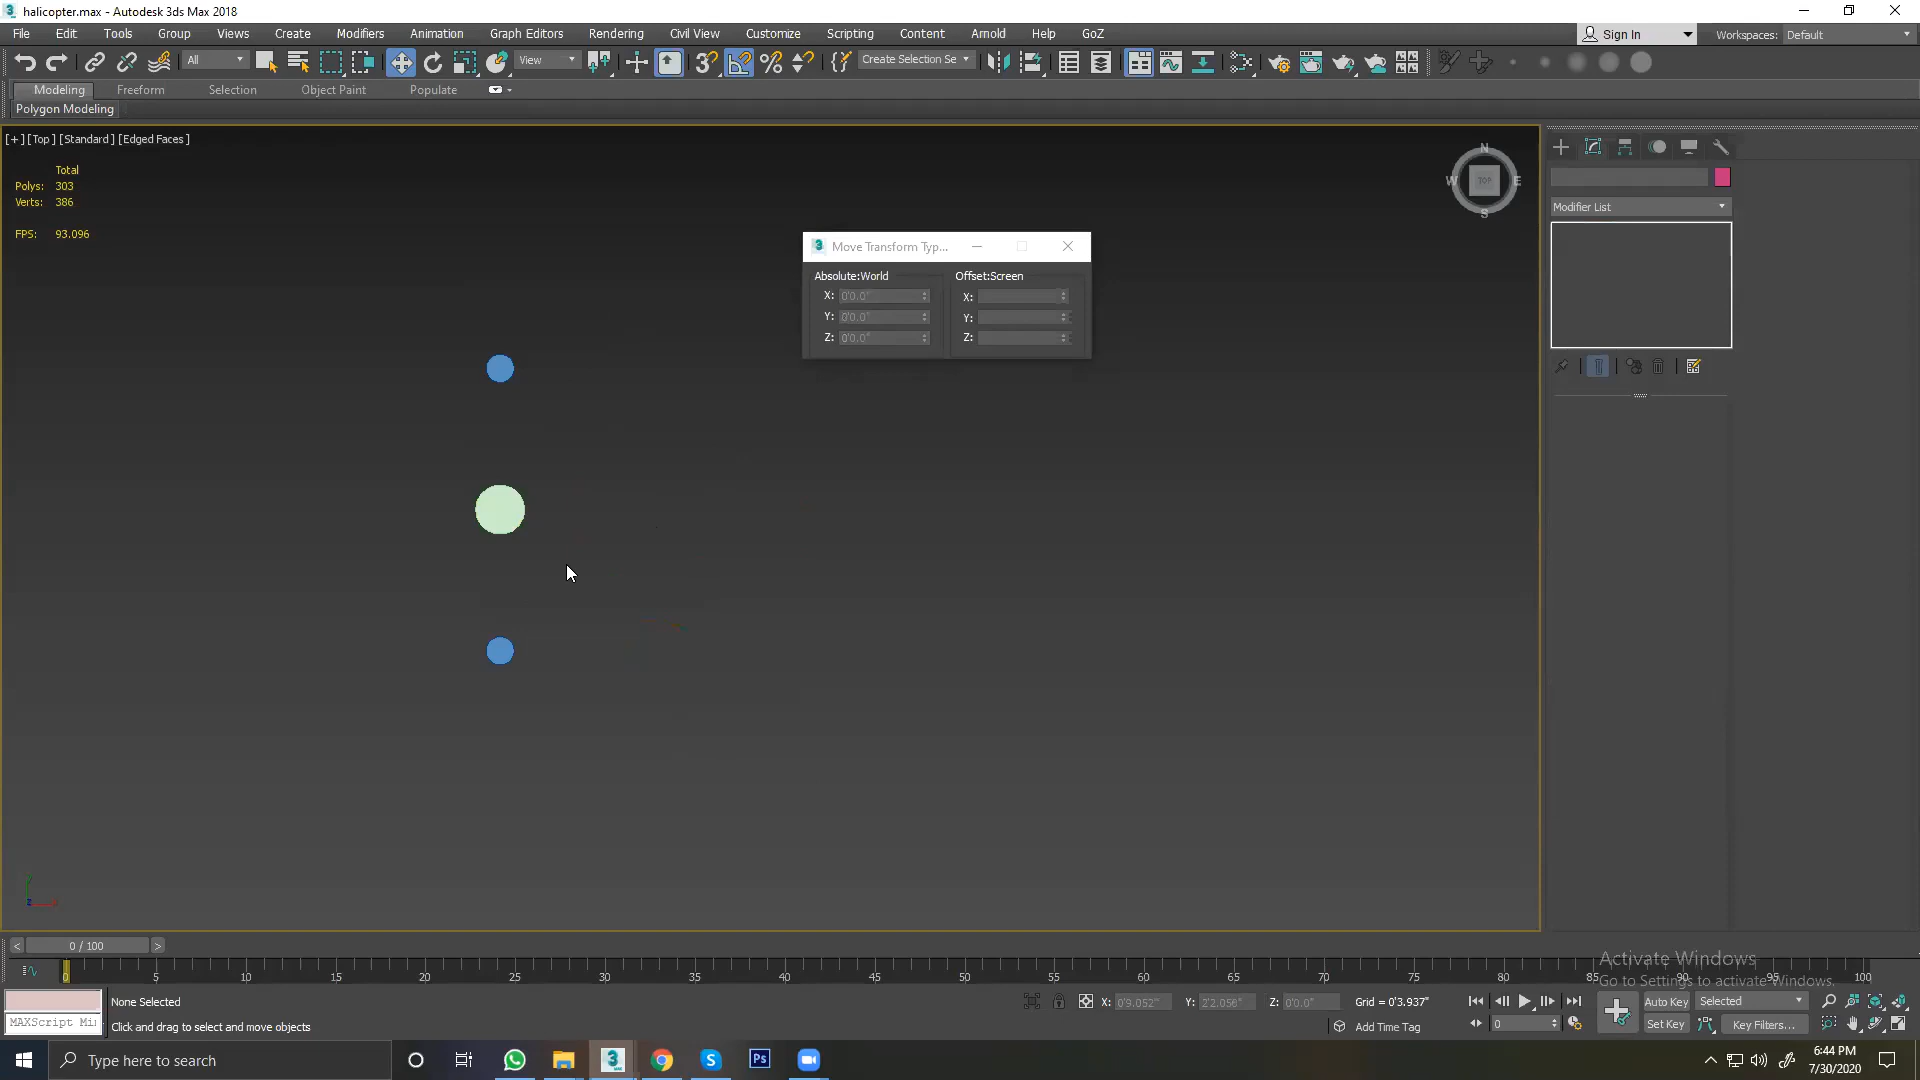 halicopter.max - Autodesk 3ds Max 2018
File Edit Tools Group Views Create Modifiers Animation Graph Editors Rendering Civil View Customize Scripting Content Arnold Help GoZ
Sign In
Workspaces: Default
All
View
Create Selection Se
Modeling Freeform Selection Object Paint Populate
Polygon Modeling
[+] [Top] [Standard] [Edged Faces]
Total
Polys: 303
Verts: 386
FPS: 93.096
N
W TOP E
S
Move Transform Typ...
Absolute:World Offset:Screen
X: 0'0.0" X:
Y: 0'0.0" Y:
Z: 0'0.0" Z:
Modifier List
< 0 / 100 >
0 5 10 15 20 25 30 35 40 45 50 55 60 65 70 75 80 85 90 95 100
Activate Windows
Go to Settings to activate Windows.
None Selected
X: 0'9.052" Y: 2'2.056" Z: 0'0.0" Grid = 0'3.937"
Auto Key Selected
MAXScript Mi
Click and drag to select and move objects
Add Time Tag
0
Set Key Key Filters...
Type here to search
3
Ps
6:44 PM
7/30/2020